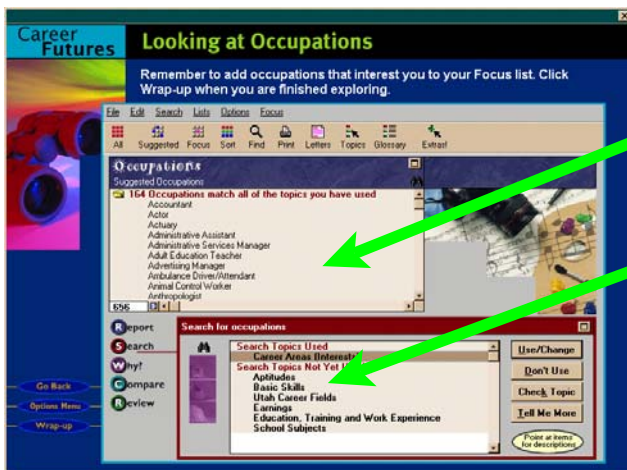 Career
Futures
Looking at Occupations
Remember to add occupations that interest you to your Focus list. Click
Wrap-up when you are finished exploring.
File Edit Search Lists Options Focus
All Suggested Focus Sort Find Print Letters Topics Glossary Extras!
Occupations
Suggested Occupations
164 Occupations match all of the topics you have used
Accountant
Actor
Actuary
Administrative Assistant
Administrative Services Manager
Adult Education Teacher
Advertising Manager
Ambulance Driver/Attendant
Animal Control Worker
Anthropologist
656
Report
Search
Why?
Compare
Review
Go Back
Options Menu
Wrap-up
Search for occupations
Search Topics Used
Career Areas (Interests)
Search Topics Not Yet
Aptitudes
Basic Skills
Utah Career Fields
Earnings
Education, Training and Work Experience
School Subjects
Use/Change
Don't Use
Check Topic
Tell Me More
Point at items
for descriptions